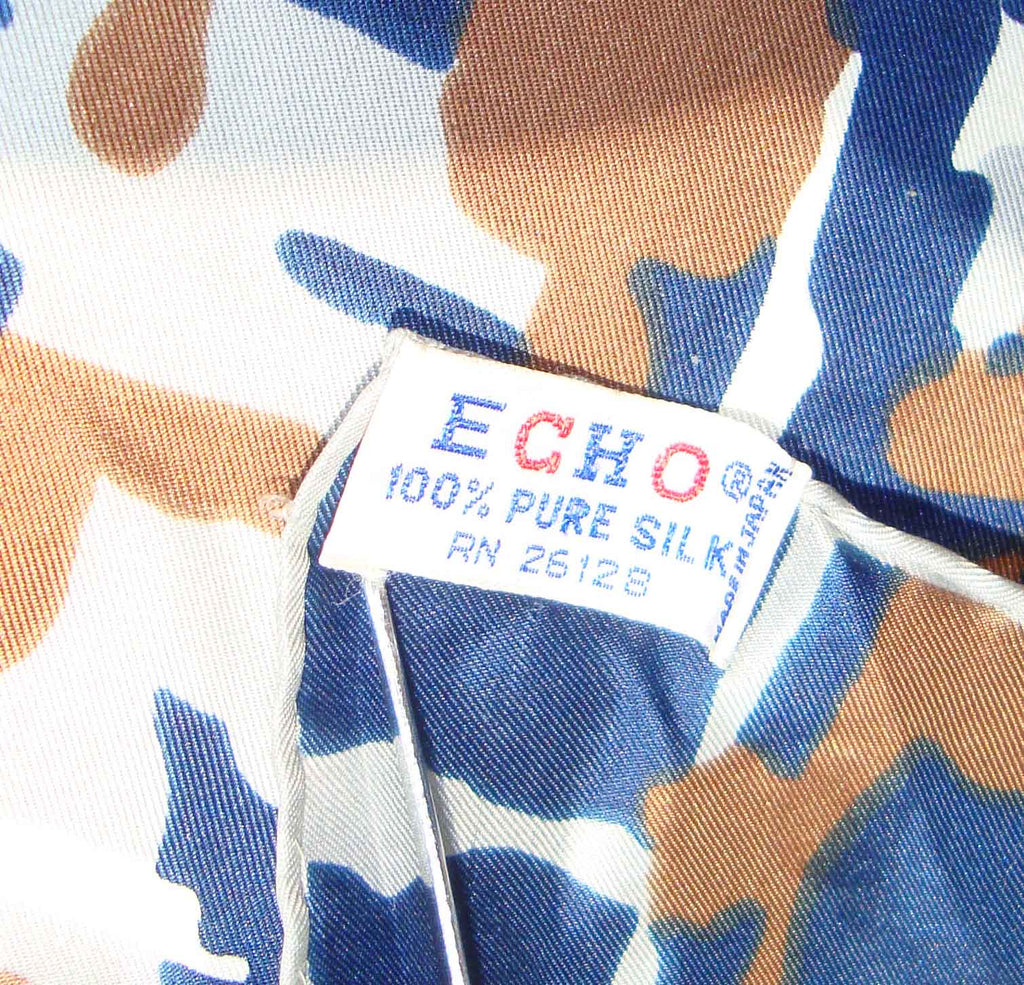 ECHO®
100% PURE SILK
RN 26128
MADE IN JAPAN